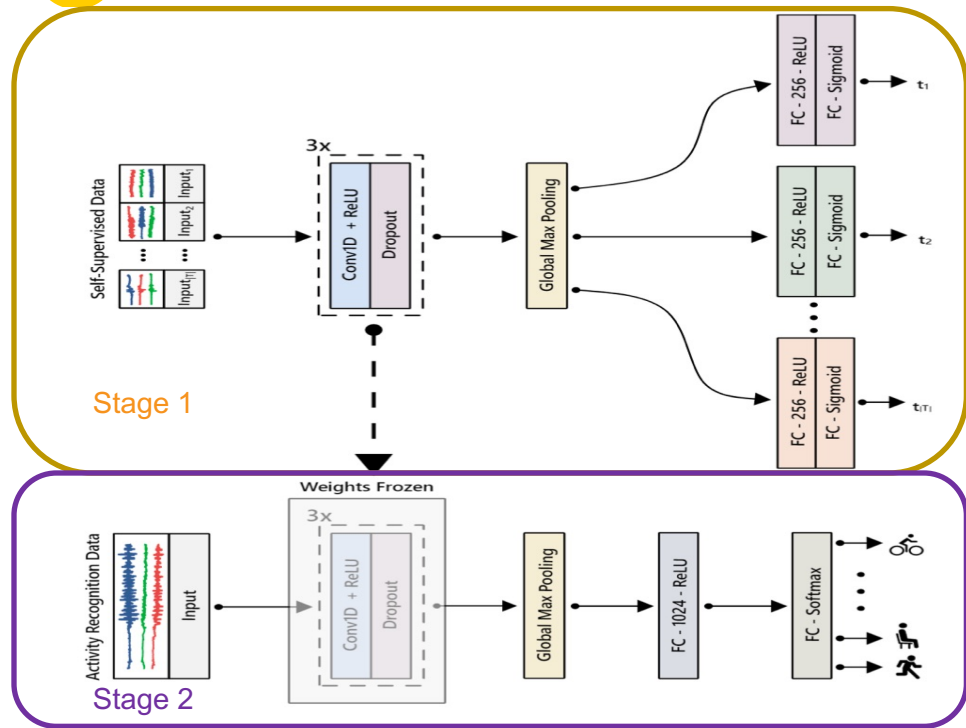 Self-Supervised Data
Input1
Input2
...
Input|T|
3x
Conv1D + ReLU
Dropout
Global Max Pooling
FC - 256 - ReLU
FC - Sigmoid
t1
FC - 256 - ReLU
FC - Sigmoid
t2
FC - 256 - ReLU
FC - Sigmoid
t|T|
Stage 1
Weights Frozen
Activity Recognition Data
Input
3x
Conv1D + ReLU
Dropout
Global Max Pooling
FC - 1024 - ReLU
FC - Softmax
Stage 2